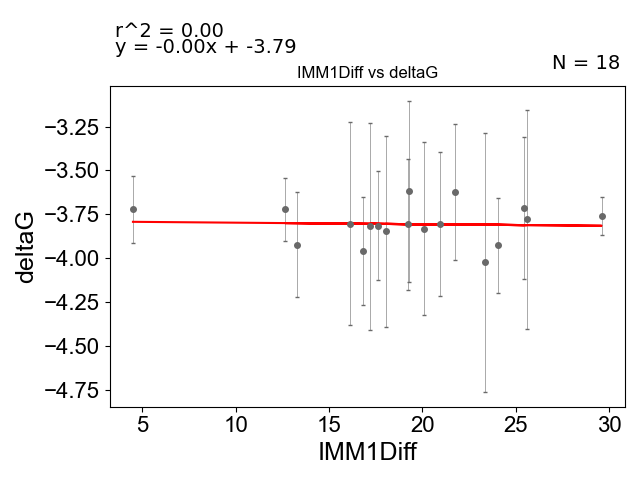 r^2 = 0.00
y = -0.00x + -3.79
N = 18
IMM1Diff vs deltaG
−3.25
−3.50
−3.75
−4.00
−4.25
−4.50
−4.75
deltaG
5 10 15 20 25 30
IMM1Diff